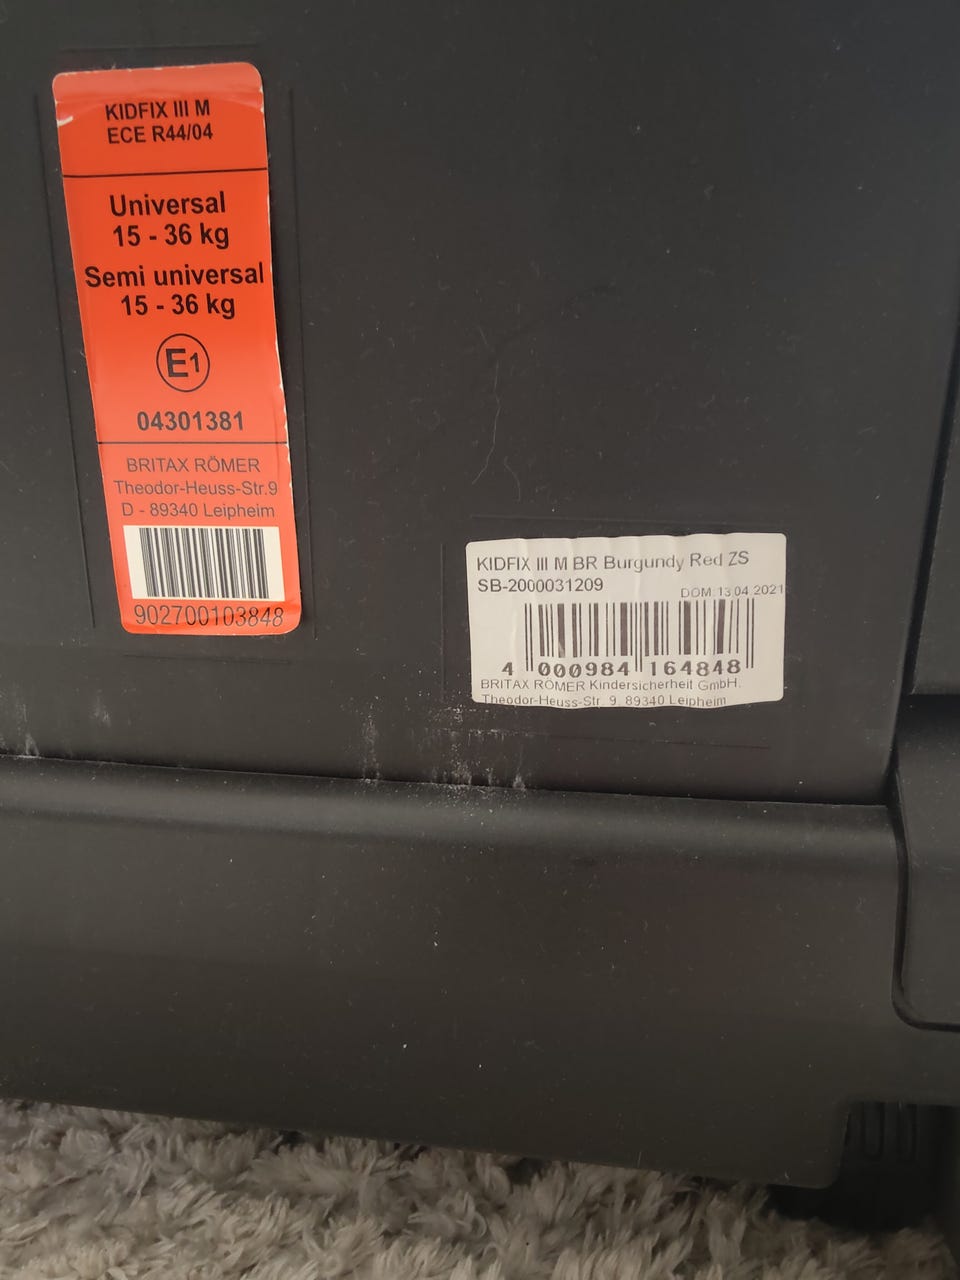 KIDFIX III M
ECE R44/04
Universal
15 - 36 kg
Semi universal
15 - 36 kg
E1
04301381
BRITAX RÖMER
Theodor-Heuss-Str.9
D - 89340 Leipheim
902700103848
KIDFIX III M BR Burgundy Red ZS
SB-2000031209
DOM:13.04.2021
4 000984 164848
BRITAX RÖMER Kindersicherheit GmbH.
Theodor-Heuss-Str. 9, 89340 Leipheim